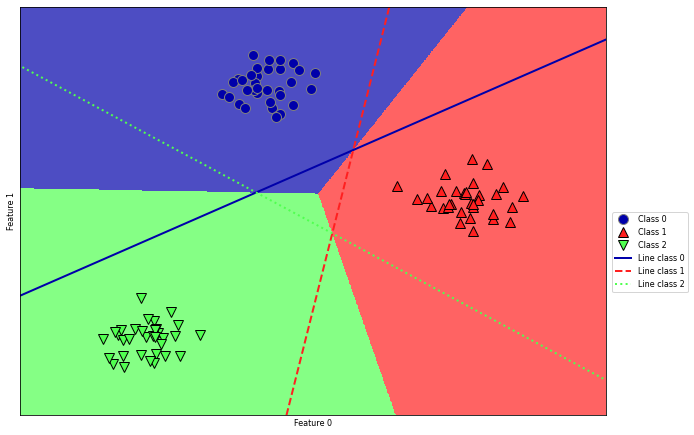 Feature 1
Feature 0
Class 0
Class 1
Class 2
Line class 0
Line class 1
Line class 2